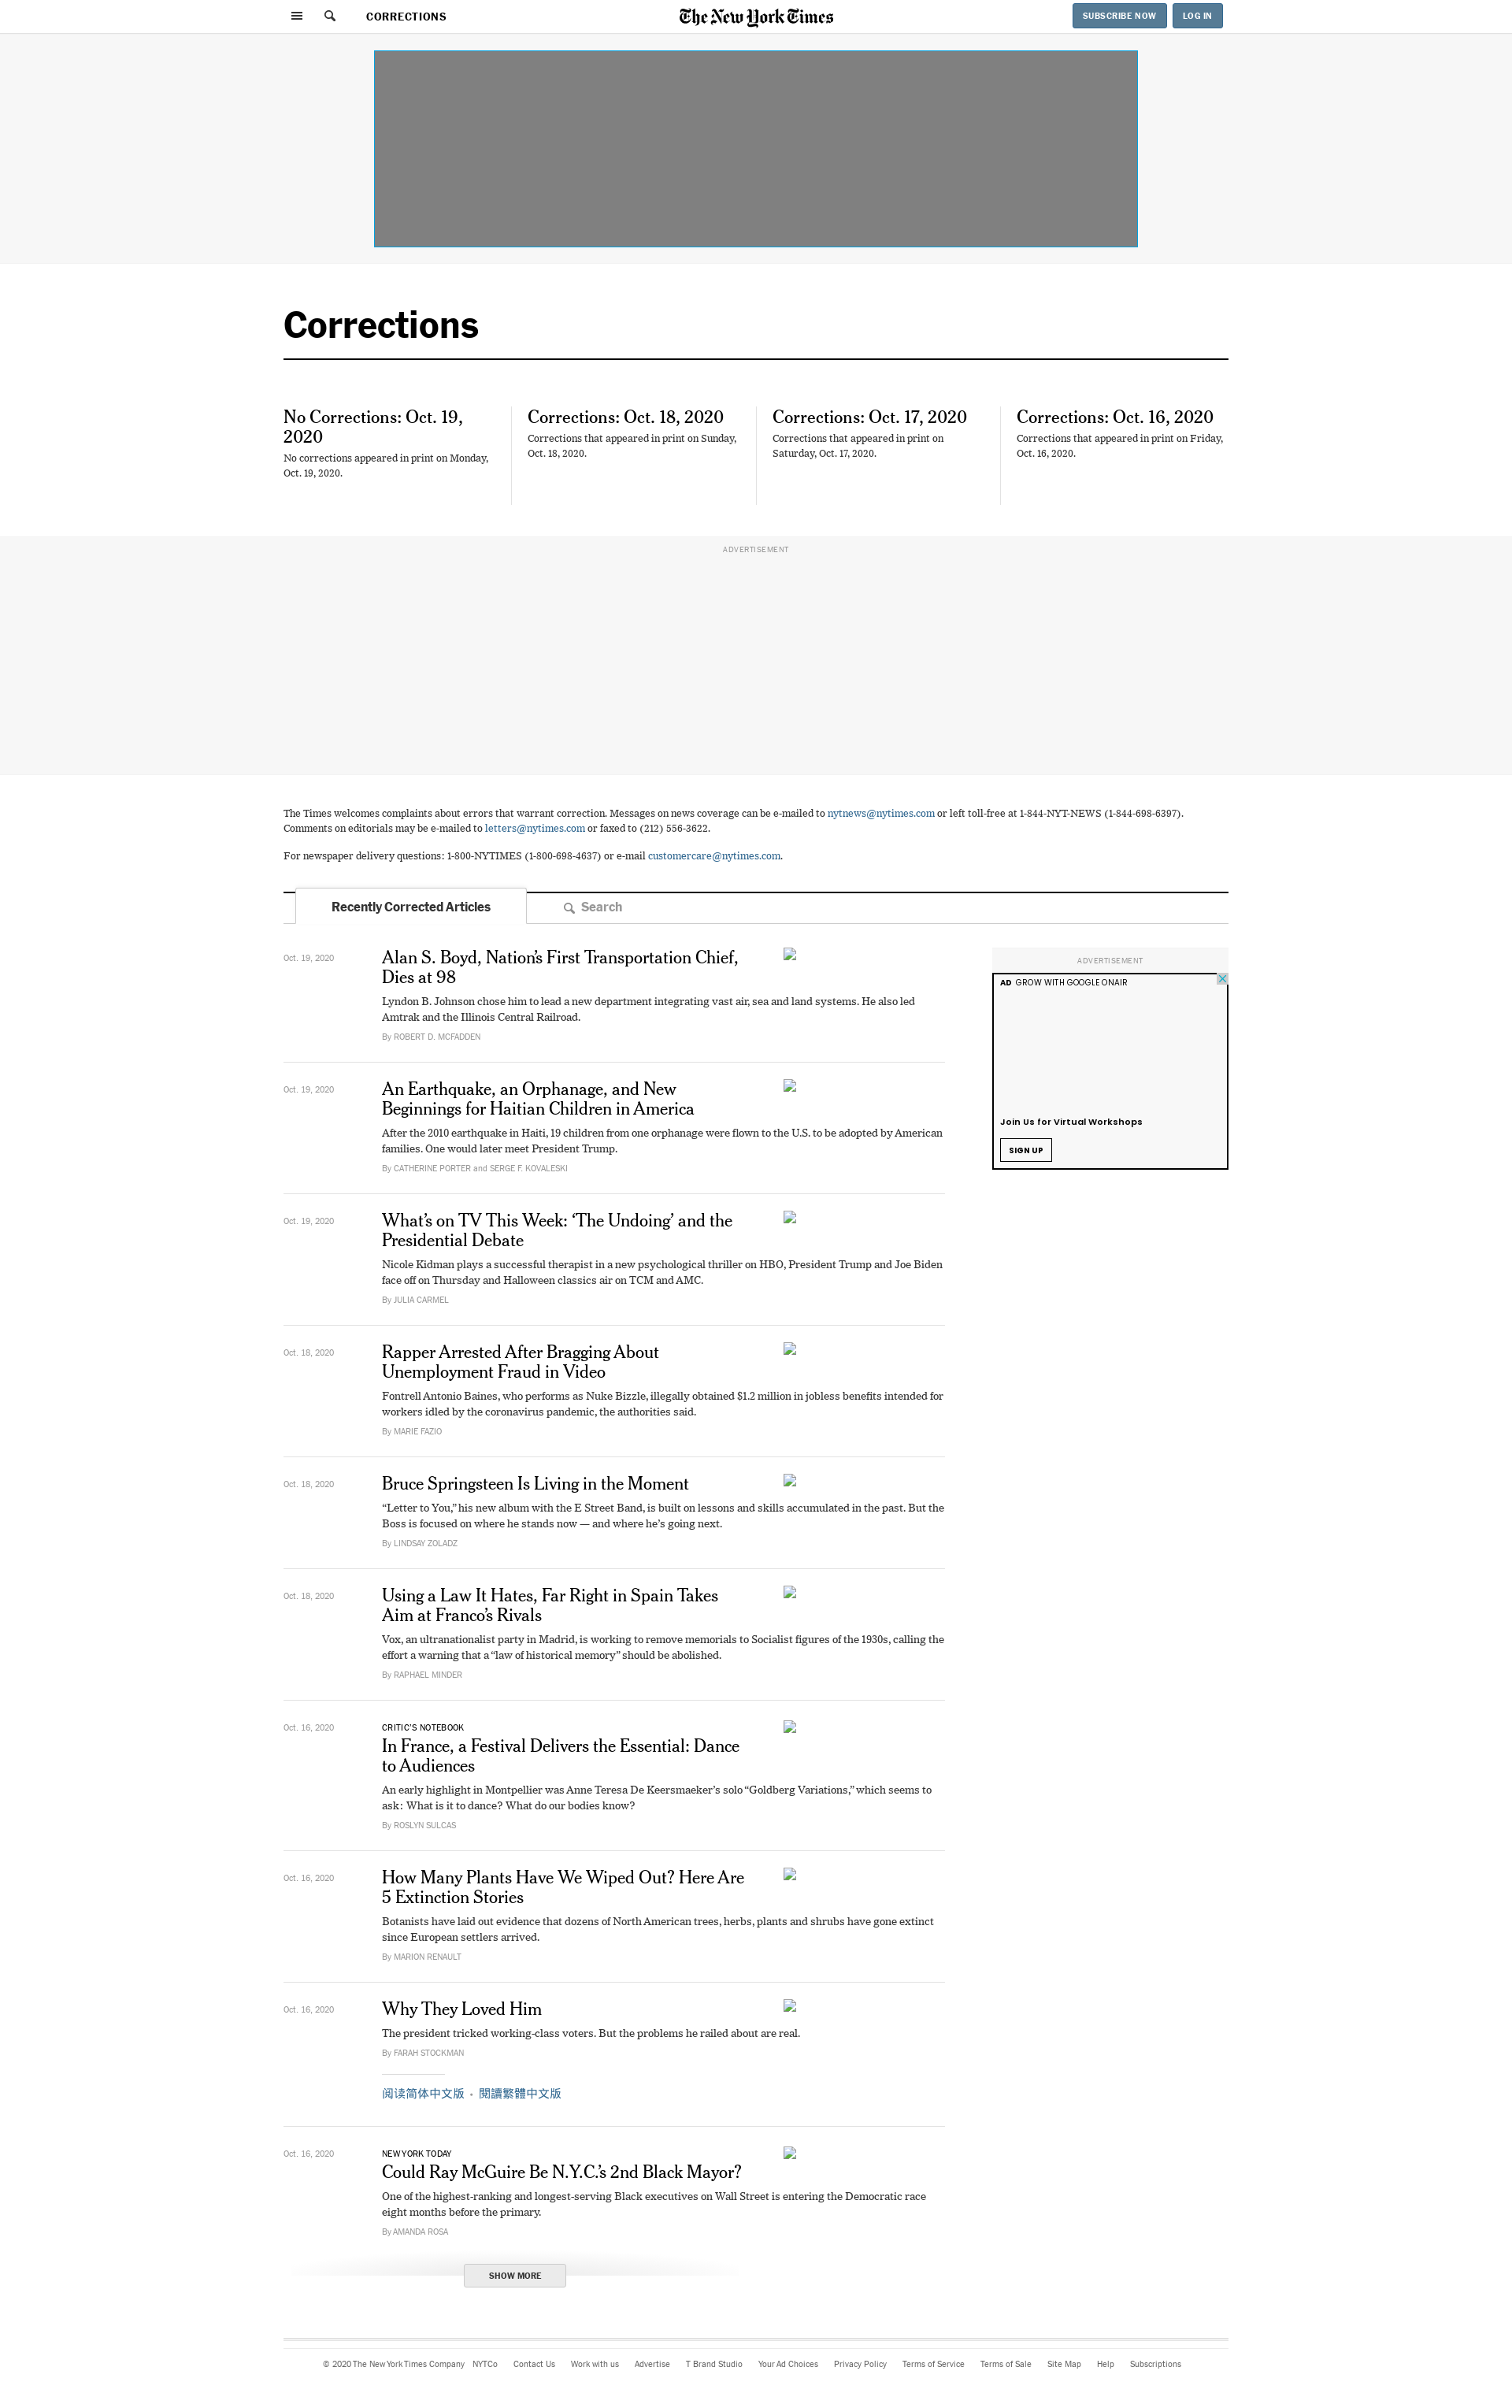 CORRECTIONS
The New York Times
SUBSCRIBE NOW
LOG IN
Corrections
No Corrections: Oct. 19,
2020
No corrections appeared in print on Monday,
Oct. 19, 2020.
Corrections: Oct. 18, 2020
Corrections that appeared in print on Sunday,
Oct. 18, 2020.
Corrections: Oct. 17, 2020
Corrections that appeared in print on
Saturday, Oct. 17, 2020.
Corrections: Oct. 16, 2020
Corrections that appeared in print on Friday,
Oct. 16, 2020.
ADVERTISEMENT
The Times welcomes complaints about errors that warrant correction. Messages on news coverage can be e-mailed to nytnews@nytimes.com or left toll-free at 1-844-NYT-NEWS (1-844-698-6397).
Comments on editorials may be e-mailed to letters@nytimes.com or faxed to (212) 556-3622.
For newspaper delivery questions: 1-800-NYTIMES (1-800-698-4637) or e-mail customercare@nytimes.com.
Recently Corrected Articles
Search
Oct. 19, 2020
Alan S. Boyd, Nation’s First Transportation Chief,
Dies at 98
Lyndon B. Johnson chose him to lead a new department integrating vast air, sea and land systems. He also led
Amtrak and the Illinois Central Railroad.
By ROBERT D. MCFADDEN
ADVERTISEMENT
AD GROW WITH GOOGLE ONAIR
Join Us for Virtual Workshops
SIGN UP
Oct. 19, 2020
An Earthquake, an Orphanage, and New
Beginnings for Haitian Children in America
After the 2010 earthquake in Haiti, 19 children from one orphanage were flown to the U.S. to be adopted by American
families. One would later meet President Trump.
By CATHERINE PORTER and SERGE F. KOVALESKI
Oct. 19, 2020
What’s on TV This Week: ‘The Undoing’ and the
Presidential Debate
Nicole Kidman plays a successful therapist in a new psychological thriller on HBO, President Trump and Joe Biden
face off on Thursday and Halloween classics air on TCM and AMC.
By JULIA CARMEL
Oct. 18, 2020
Rapper Arrested After Bragging About
Unemployment Fraud in Video
Fontrell Antonio Baines, who performs as Nuke Bizzle, illegally obtained $1.2 million in jobless benefits intended for
workers idled by the coronavirus pandemic, the authorities said.
By MARIE FAZIO
Oct. 18, 2020
Bruce Springsteen Is Living in the Moment
“Letter to You,” his new album with the E Street Band, is built on lessons and skills accumulated in the past. But the
Boss is focused on where he stands now — and where he’s going next.
By LINDSAY ZOLADZ
Oct. 18, 2020
Using a Law It Hates, Far Right in Spain Takes
Aim at Franco’s Rivals
Vox, an ultranationalist party in Madrid, is working to remove memorials to Socialist figures of the 1930s, calling the
effort a warning that a “law of historical memory” should be abolished.
By RAPHAEL MINDER
Oct. 16, 2020
CRITIC’S NOTEBOOK
In France, a Festival Delivers the Essential: Dance
to Audiences
An early highlight in Montpellier was Anne Teresa De Keersmaeker’s solo “Goldberg Variations,” which seems to
ask: What is it to dance? What do our bodies know?
By ROSLYN SULCAS
Oct. 16, 2020
How Many Plants Have We Wiped Out? Here Are
5 Extinction Stories
Botanists have laid out evidence that dozens of North American trees, herbs, plants and shrubs have gone extinct
since European settlers arrived.
By MARION RENAULT
Oct. 16, 2020
Why They Loved Him
The president tricked working-class voters. But the problems he railed about are real.
By FARAH STOCKMAN
阅读简体中文版 • 閱讀繁體中文版
Oct. 16, 2020
NEW YORK TODAY
Could Ray McGuire Be N.Y.C.’s 2nd Black Mayor?
One of the highest-ranking and longest-serving Black executives on Wall Street is entering the Democratic race
eight months before the primary.
By AMANDA ROSA
SHOW MORE
© 2020 The New York Times Company NYTCo Contact Us Work with us Advertise T Brand Studio Your Ad Choices Privacy Policy Terms of Service Terms of Sale Site Map Help Subscriptions